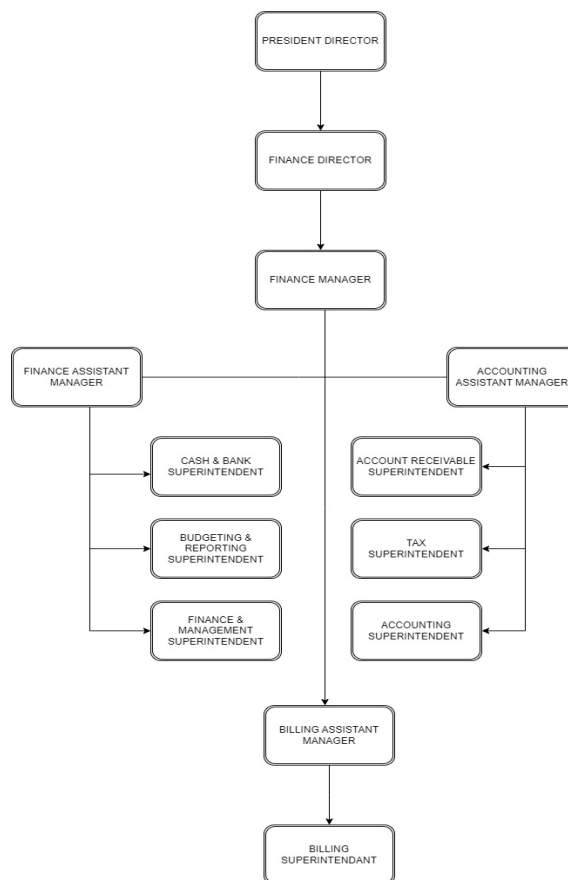 PRESIDENT DIRECTOR
FINANCE DIRECTOR
FINANCE MANAGER
FINANCE ASSISTANT
MANAGER
ACCOUNTING
ASSISTANT MANAGER
CASH & BANK
SUPERINTENDENT
ACCOUNT RECEIVABLE
SUPERINTENDENT
BUDGETING &
REPORTING
SUPERINTENDENT
TAX
SUPERINTENDENT
FINANCE &
MANAGEMENT
SUPERINTENDENT
ACCOUNTING
SUPERINTENDENT
BILLING ASSISTANT
MANAGER
BILLING
SUPERINTENDANT